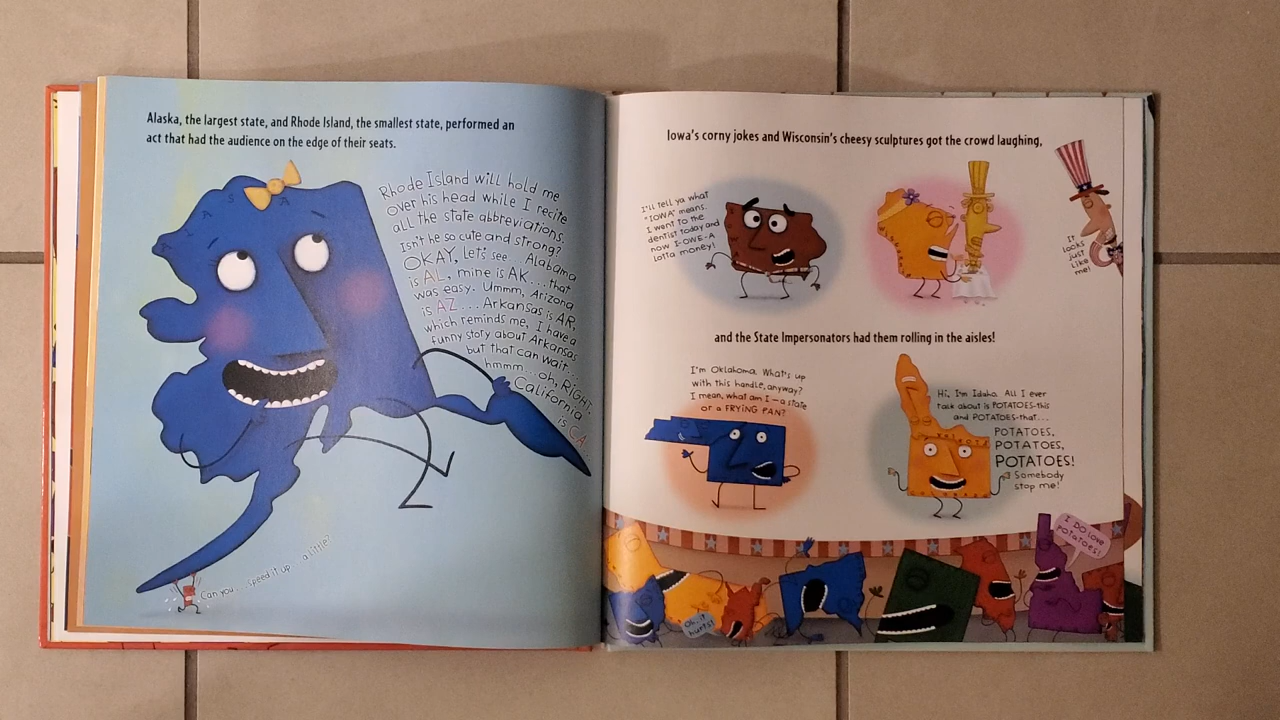 Alaska, the largest state, and Rhode Island, the smallest state, performed an
act that had the audience on the edge of their seats.
ALASKA
Rhode Island will hold me
over his head while I recite
all the state abbreviations.
Isn't he so cute and strong?
OKAY, let's see . . . Alabama
is AL, mine is AK . . . that
was easy. Ummm, Arizona
is AZ . . . . Arkansas is AR,
which reminds me, I have a
funny story about Arkansas
but that can wait...
hmmm . . . oh, RIGHT,
California
is CA...
Can you . . . speed it up . . . a little?
Iowa's corny jokes and Wisconsin's cheesy sculptures got the crowd laughing,
I'll tell ya what
"IOWA" means.
I went to the
dentist today and
now I-OWE-A
lotta money!
It
looks
just
like
me!
and the State Impersonators had them rolling in the aisles!
I'm Oklahoma. What's up
with this handle, anyway?
I mean, what am I—a state
or a FRYING PAN?
Hi, I'm Idaho. All I ever
talk about is POTATOES-this
and POTATOES-that...
POTATOES,
POTATOES,
POTATOES!
Somebody
stop me!
I DO love
potatoes!
Oh, it
hurts!